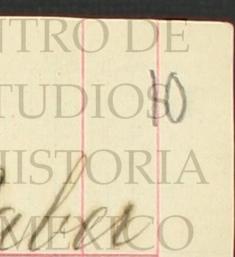 NTRO DE
TUDIOS
10
HISTORIA
MEXICO